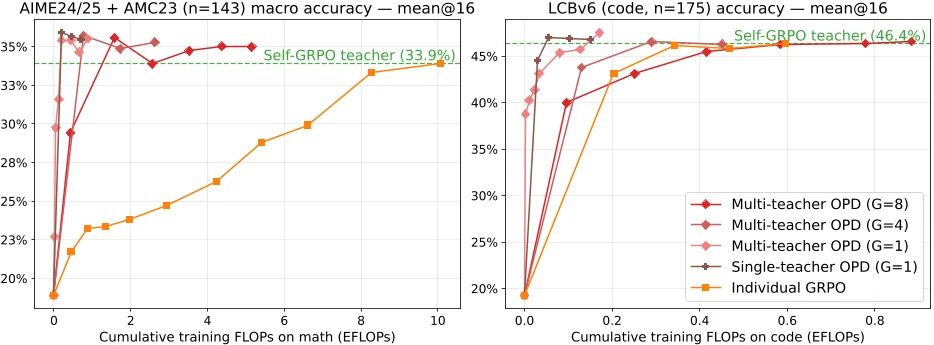 AIME24/25 + AMC23 (n=143) macro accuracy — mean@16
35%
33%
30%
28%
25%
23%
20%
Self-GRPO teacher (33.9%)
0
2
4
6
8
10
Cumulative training FLOPs on math (EFLOPs)
LCBv6 (code, n=175) accuracy — mean@16
45%
40%
35%
30%
25%
20%
Self-GRPO teacher (46.4%)
Multi-teacher OPD (G=8)
Multi-teacher OPD (G=4)
Multi-teacher OPD (G=1)
Single-teacher OPD (G=1)
Individual GRPO
0.0
0.2
0.4
0.6
0.8
Cumulative training FLOPs on code (EFLOPs)